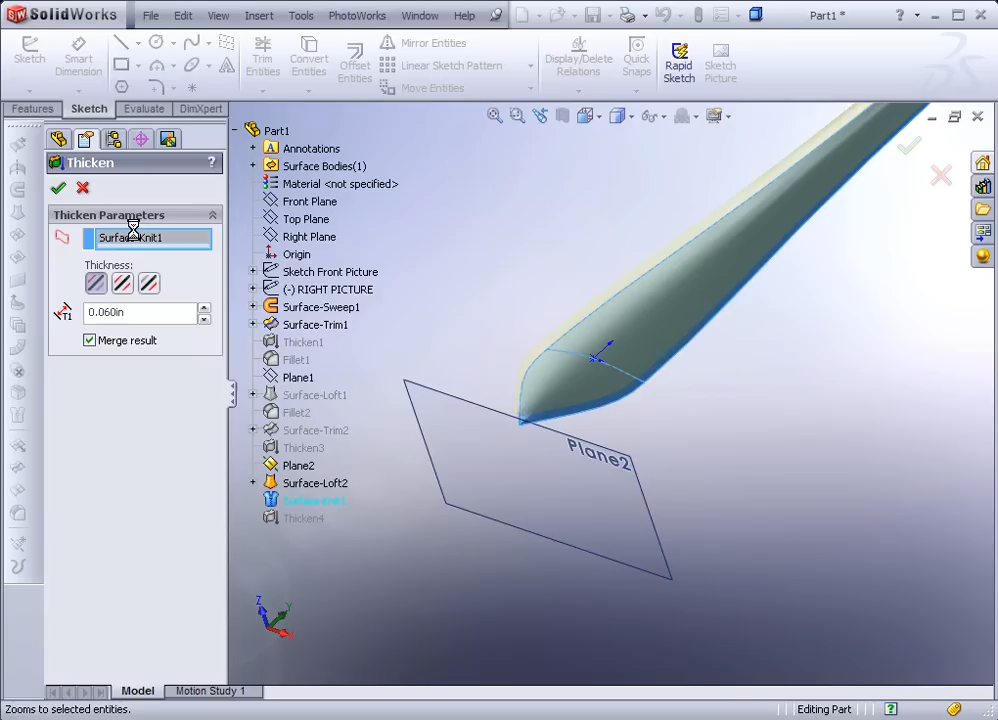 SolidWorks
File Edit View Insert Tools PhotoWorks Window Help
Part1 *
Sketch
Smart Dimension
Trim Entities
Convert Entities
Offset Entities
Mirror Entities
Linear Sketch Pattern
Move Entities
Display/Delete Relations
Quick Snaps
Rapid Sketch
Sketch Picture
Features Sketch Evaluate DimXpert
Thicken
?
Thicken Parameters
Surface-Knit1
Thickness:
T1
0.060in
Merge result
Part1
Annotations
Surface Bodies(1)
Material <not specified>
Front Plane
Top Plane
Right Plane
Origin
Sketch Front Picture
(-) RIGHT PICTURE
Surface-Sweep1
Surface-Trim1
Thicken1
Fillet1
Plane1
Surface-Loft1
Fillet2
Surface-Trim2
Thicken3
Plane2
Surface-Loft2
Surface-Knit1
Thicken4
Plane2
Z
Y
Model Motion Study 1
Zooms to selected entities.
Editing Part